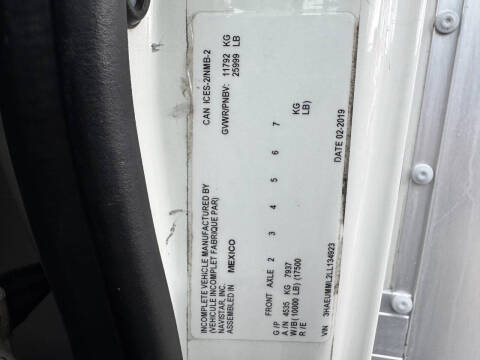 INCOMPLETE VEHICLE MANUFACTURED BY
(VEHICULE INCOMPLET FABRIQUE PAR)
NAVISTAR, INC.
ASSEMBLED IN MEXICO
CAN ICES-2/NMB-2
GVWR/PNBV: 11792 KG
25999 LB
FRONT AXLE 2 3 4 5 6 7
G / P
A / N 4535 KG 7937 KG
W/B (10000 LB) (17500 LB)
R / E
VIN 3HAEUMML2LL134923
DATE 02-2019